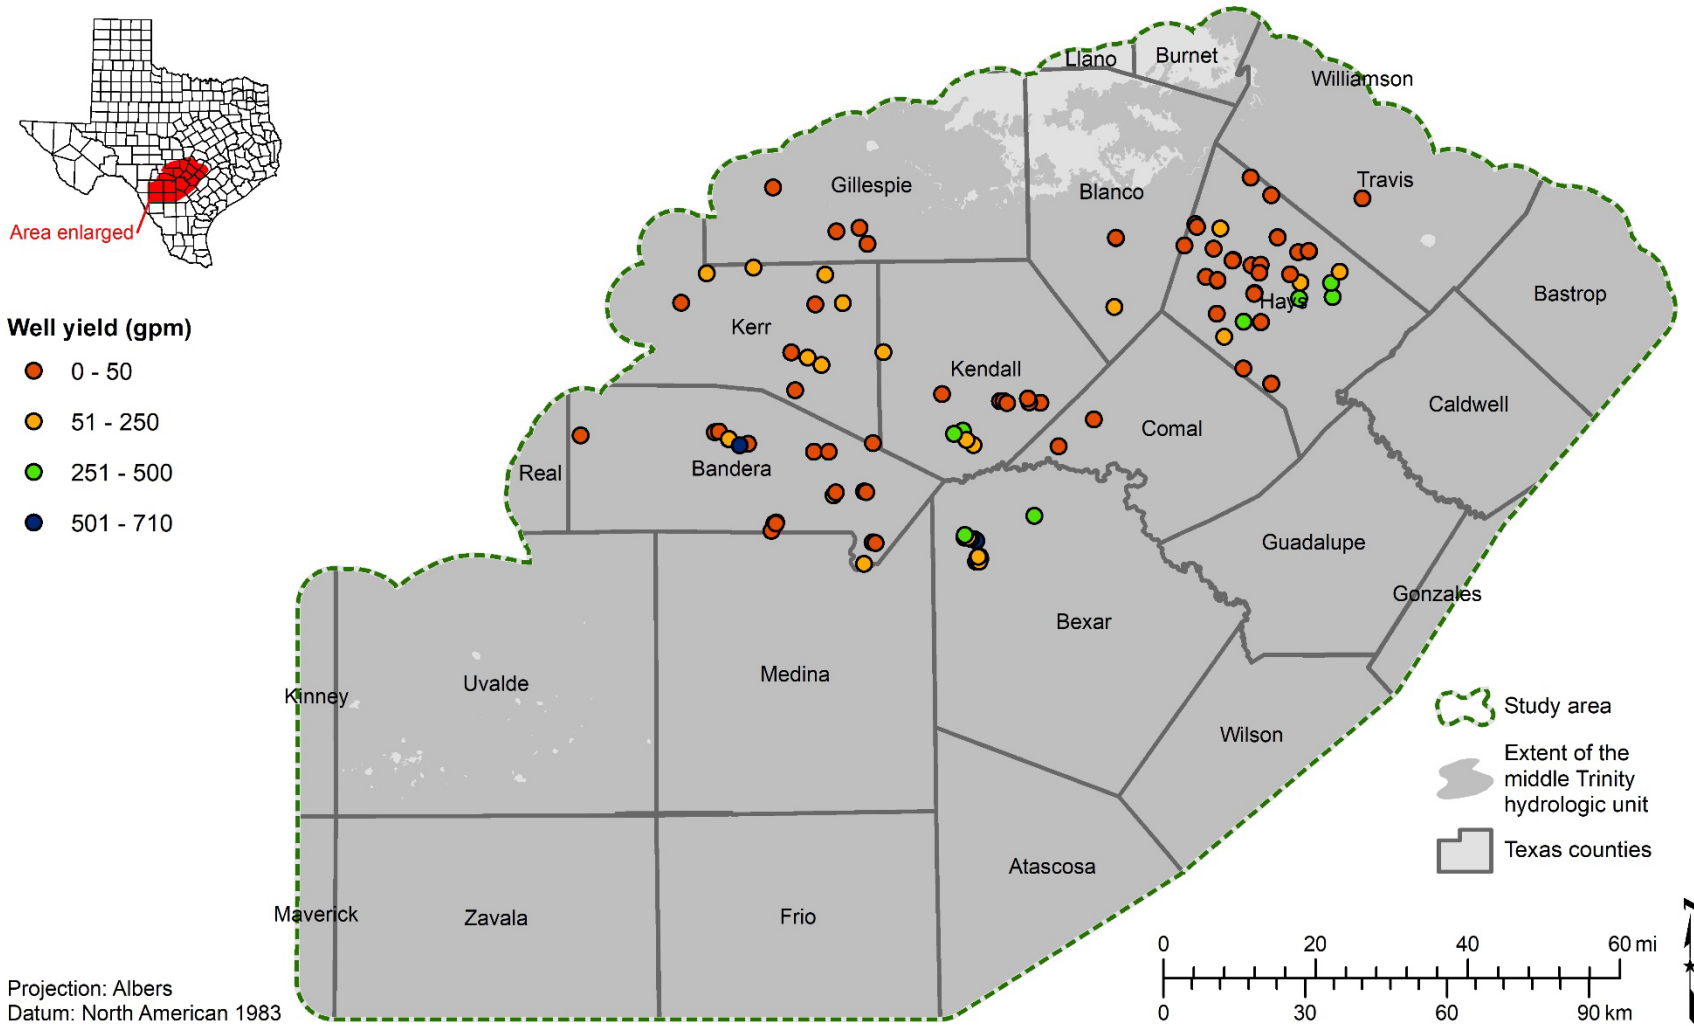 Area enlarged
Well yield (gpm)
0 - 50
51 - 250
251 - 500
501 - 710
Llano
Burnet
Williamson
Gillespie
Blanco
Travis
Hays
Bastrop
Kerr
Kendall
Caldwell
Comal
Real
Bandera
Guadalupe
Gonzales
Bexar
Kinney
Uvalde
Medina
Wilson
Atascosa
Maverick
Zavala
Frio
Study area
Extent of the
middle Trinity
hydrologic unit
Texas counties
0 20 40 60 mi
0 30 60 90 km
Projection: Albers
Datum: North American 1983